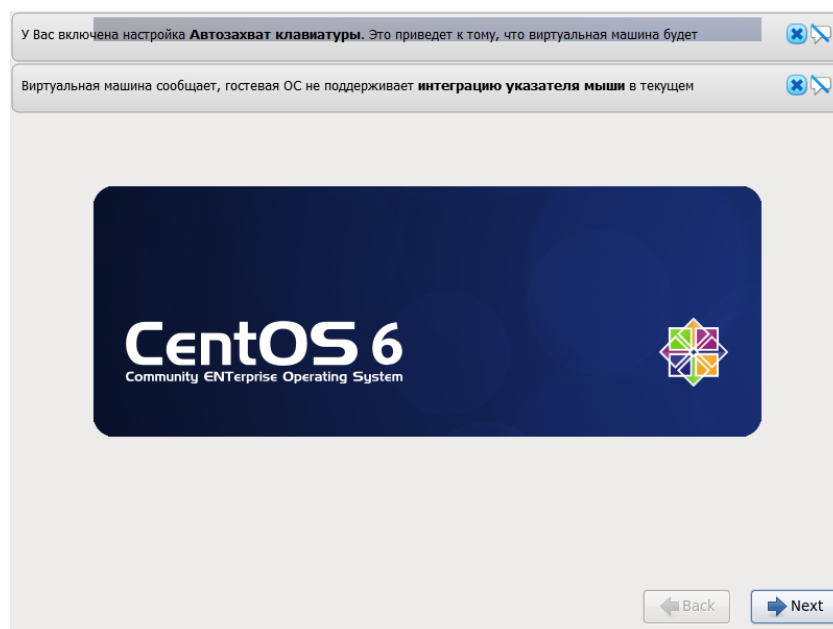 У Вас включена настройка Автозахват клавиатуры. Это приведет к тому, что виртуальная машина будет
Виртуальная машина сообщает, гостевая ОС не поддерживает интеграцию указателя мыши в текущем
CentOS 6
Community ENTerprise Operating System
Back
Next